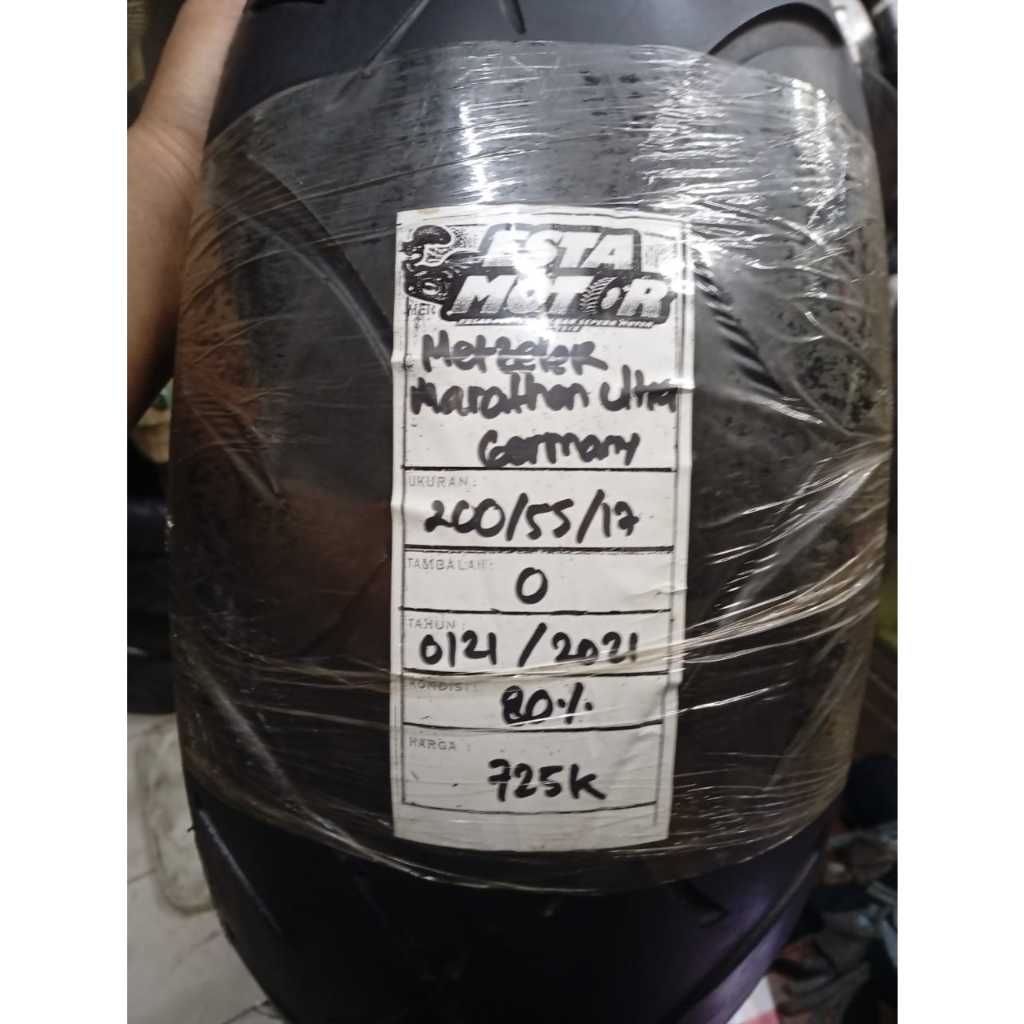 ESTA
MOTOR
Metzeler
Marathon Ultra
Germany
UKURAN :
200/55/17
TAMBALAN :
0
TAHUN :
0121 / 2021
KONDISI :
80%
HARGA :
725K